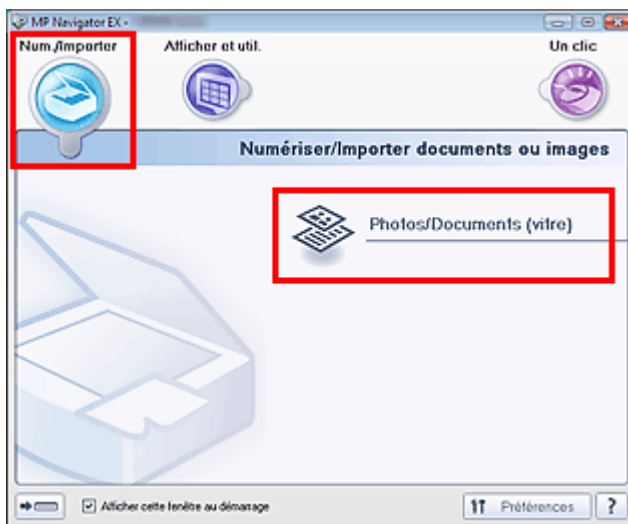 MP Navigator EX -
Num./Importer
Afficher et util.
Un clic
Numériser/Importer documents ou images
Photos/Documents (vitre)
Afficher cette fenêtre au démarrage
Préférences
?